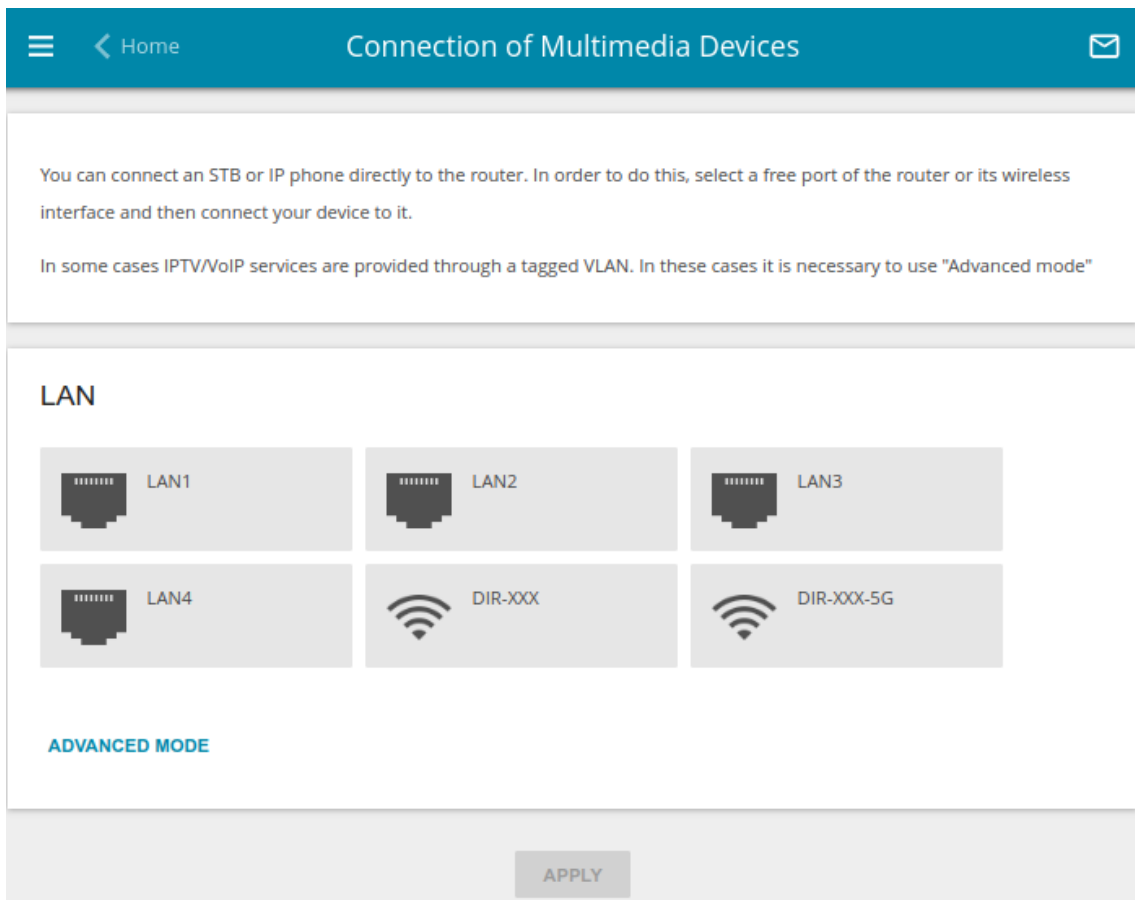 Home
Connection of Multimedia Devices
You can connect an STB or IP phone directly to the router. In order to do this, select a free port of the router or its wireless
interface and then connect your device to it.
In some cases IPTV/VoIP services are provided through a tagged VLAN. In these cases it is necessary to use "Advanced mode"
LAN
LAN1
LAN2
LAN3
LAN4
DIR-XXX
DIR-XXX-5G
ADVANCED MODE
APPLY